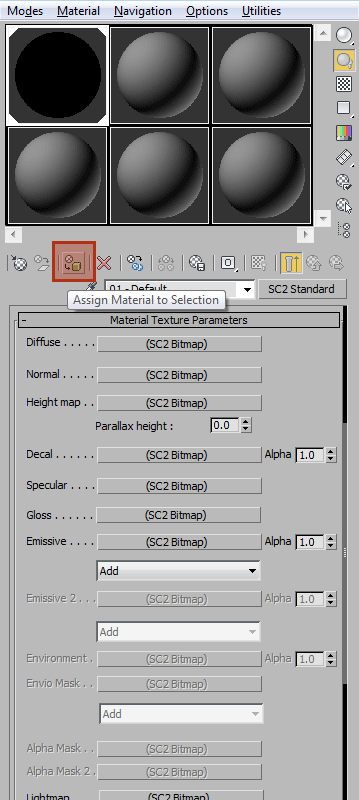 Modes Material Navigation Options Utilities
Assign Material to Selection
01 - Default SC2 Standard
- Material Texture Parameters
Diffuse . . . . . (SC2 Bitmap)
Normal . . . . (SC2 Bitmap)
Height map . . (SC2 Bitmap)
Parallax height : 0.0
Decal . . . . . . (SC2 Bitmap) Alpha 1.0
Specular . . . . (SC2 Bitmap)
Gloss . . . . . . (SC2 Bitmap)
Emissive . . . . (SC2 Bitmap) Alpha 1.0
Add
Emissive 2 . . . (SC2 Bitmap) 1.0
Add
Environment . . (SC2 Bitmap) Alpha 1.0
Envio Mask . . . (SC2 Bitmap)
Add
Alpha Mask . . (SC2 Bitmap)
Alpha Mask 2 . (SC2 Bitmap)
Lightmap (SC2 Bitmap)